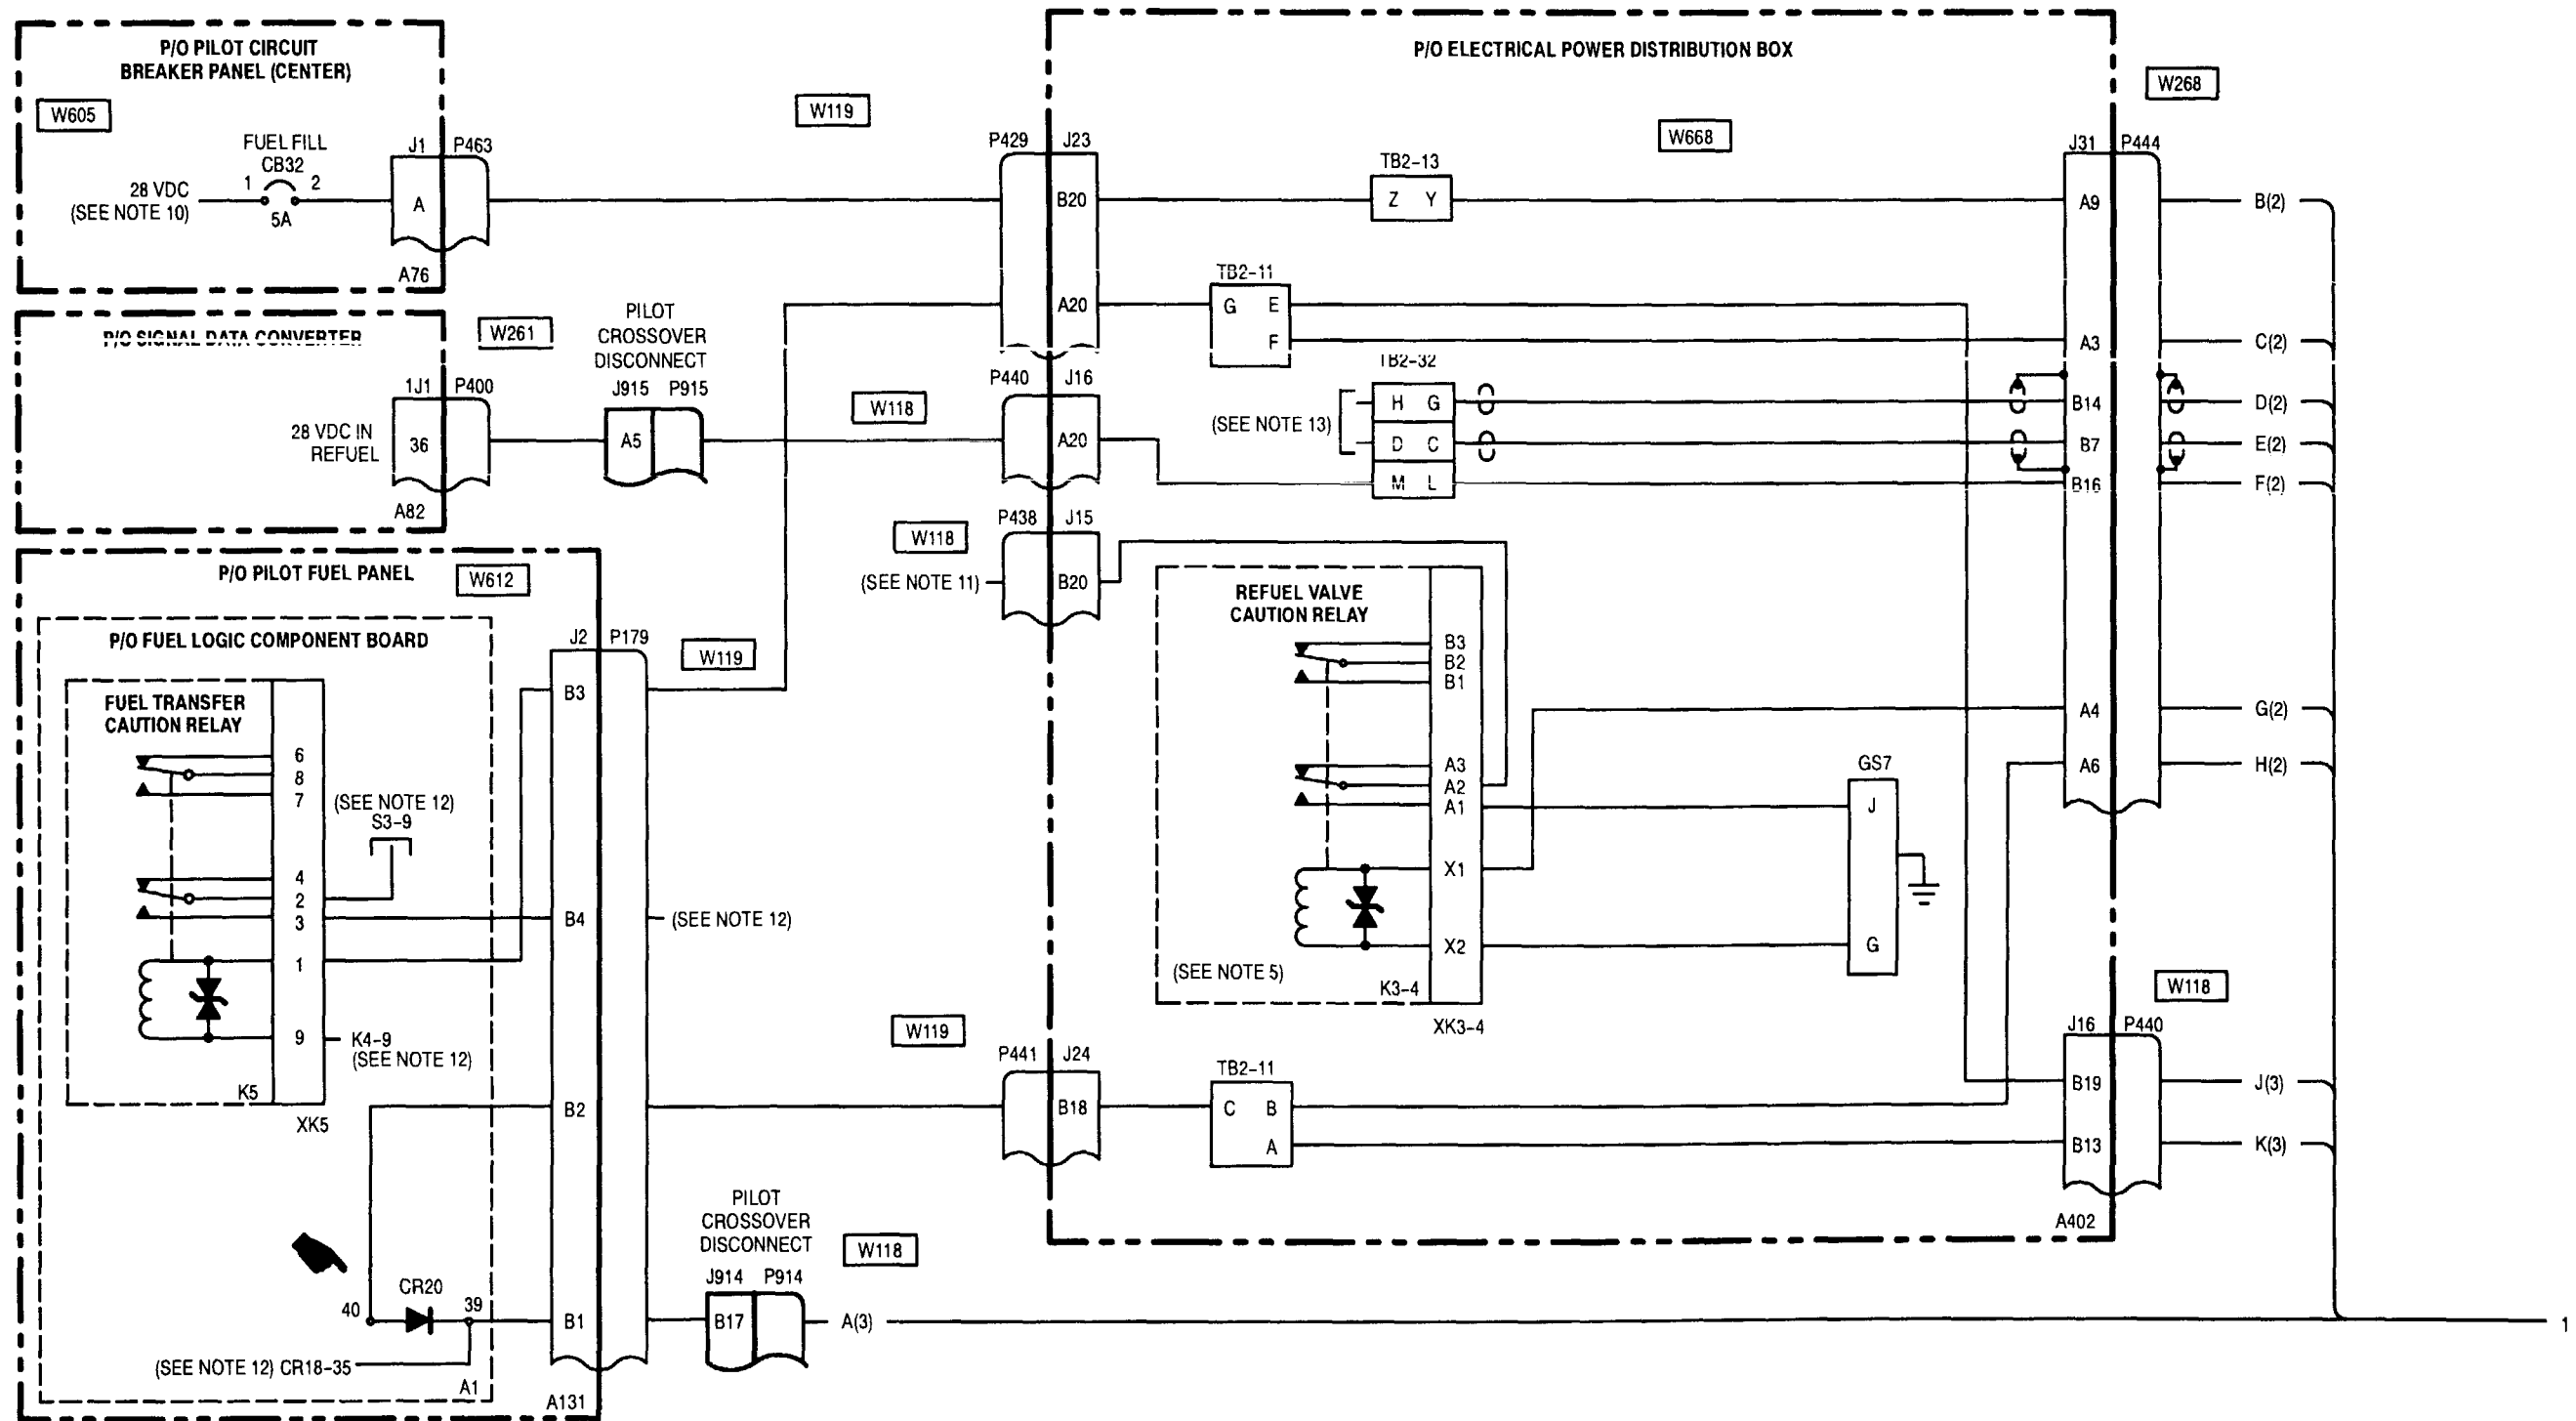 P/O PILOT CIRCUIT
BREAKER PANEL (CENTER)
W605
FUEL FILL
CB32
1
2
28 VDC
(SEE NOTE 10)
5A
J1
P463
A
A76
W119
P/O SIGNAL DATA CONVERTER
W261
1J1
P400
28 VDC IN
REFUEL
36
A82
PILOT
CROSSOVER
DISCONNECT
J915
P915
A5
W118
P/O PILOT FUEL PANEL
W612
P/O FUEL LOGIC COMPONENT BOARD
FUEL TRANSFER
CAUTION RELAY
6
8
7
(SEE NOTE 12)
S3-9
4
2
3
1
9
K4-9
(SEE NOTE 12)
K5
XK5
J2
P179
W119
B3
B4
(SEE NOTE 12)
B2
B1
CR20
40
39
(SEE NOTE 12) CR18-35
A1
A131
PILOT
CROSSOVER
DISCONNECT
J914
P914
B17
W118
A(3)
P/O ELECTRICAL POWER DISTRIBUTION BOX
P429
J23
B20
A20
TB2-13
Z
Y
W668
TB2-11
G
E
F
P440
J16
A20
TB2-32
(SEE NOTE 13)
H
G
D
C
M
L
W118
P438
J15
(SEE NOTE 11)
B20
REFUEL VALVE
CAUTION RELAY
B3
B2
B1
A3
A2
A1
X1
X2
(SEE NOTE 5)
K3-4
XK3-4
GS7
J
G
W119
P441
J24
B18
TB2-11
C
B
A
W268
J31
P444
A9
A3
B14
B7
B16
A4
A6
B(2)
C(2)
D(2)
E(2)
F(2)
G(2)
H(2)
W118
J16
P440
B19
B13
J(3)
K(3)
A402
1